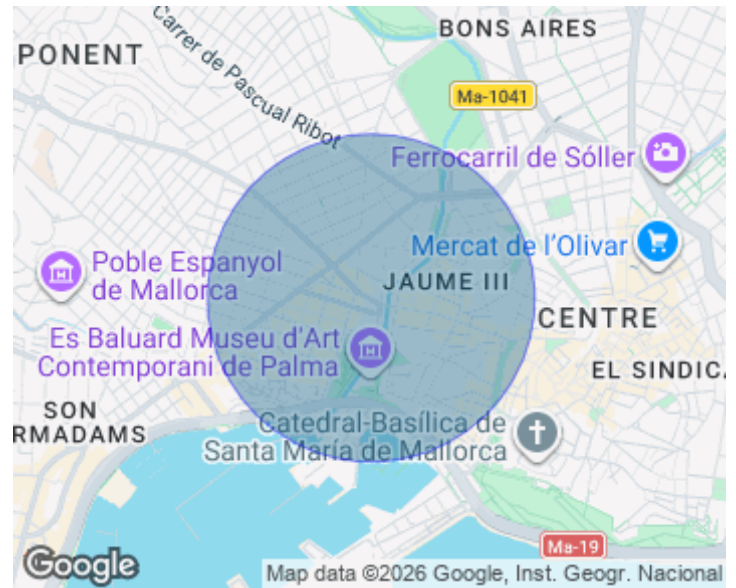 BONS AIRES
PONENT
Carrer de Pascual Ribot
Ma-1041
Ferrocarril de Sóller
Mercat de l'Olivar
Poble Espanyol
de Mallorca
JAUME III
CENTRE
Es Baluard Museu d'Art
Contemporani de Palma
EL SINDICA
SON
RMADAMS
Catedral-Basílica de
Santa María de Mallorca
Ma-19
Google
Map data ©2026 Google, Inst. Geogr. Nacional